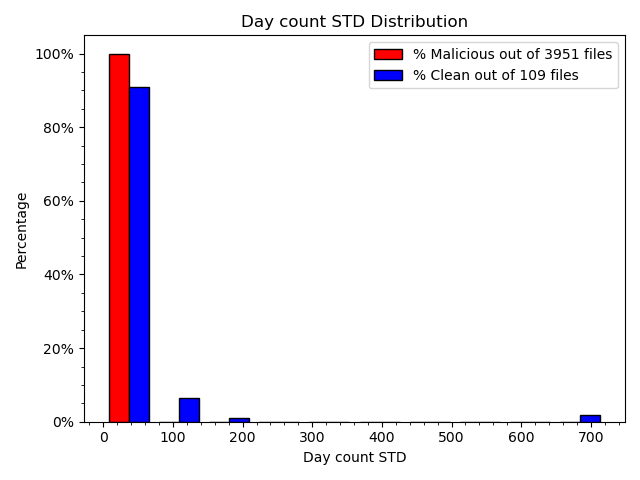 Day count STD Distribution
% Malicious out of 3951 files
% Clean out of 109 files
100%
80%
60%
40%
20%
0%
Percentage
0 100 200 300 400 500 600 700
Day count STD